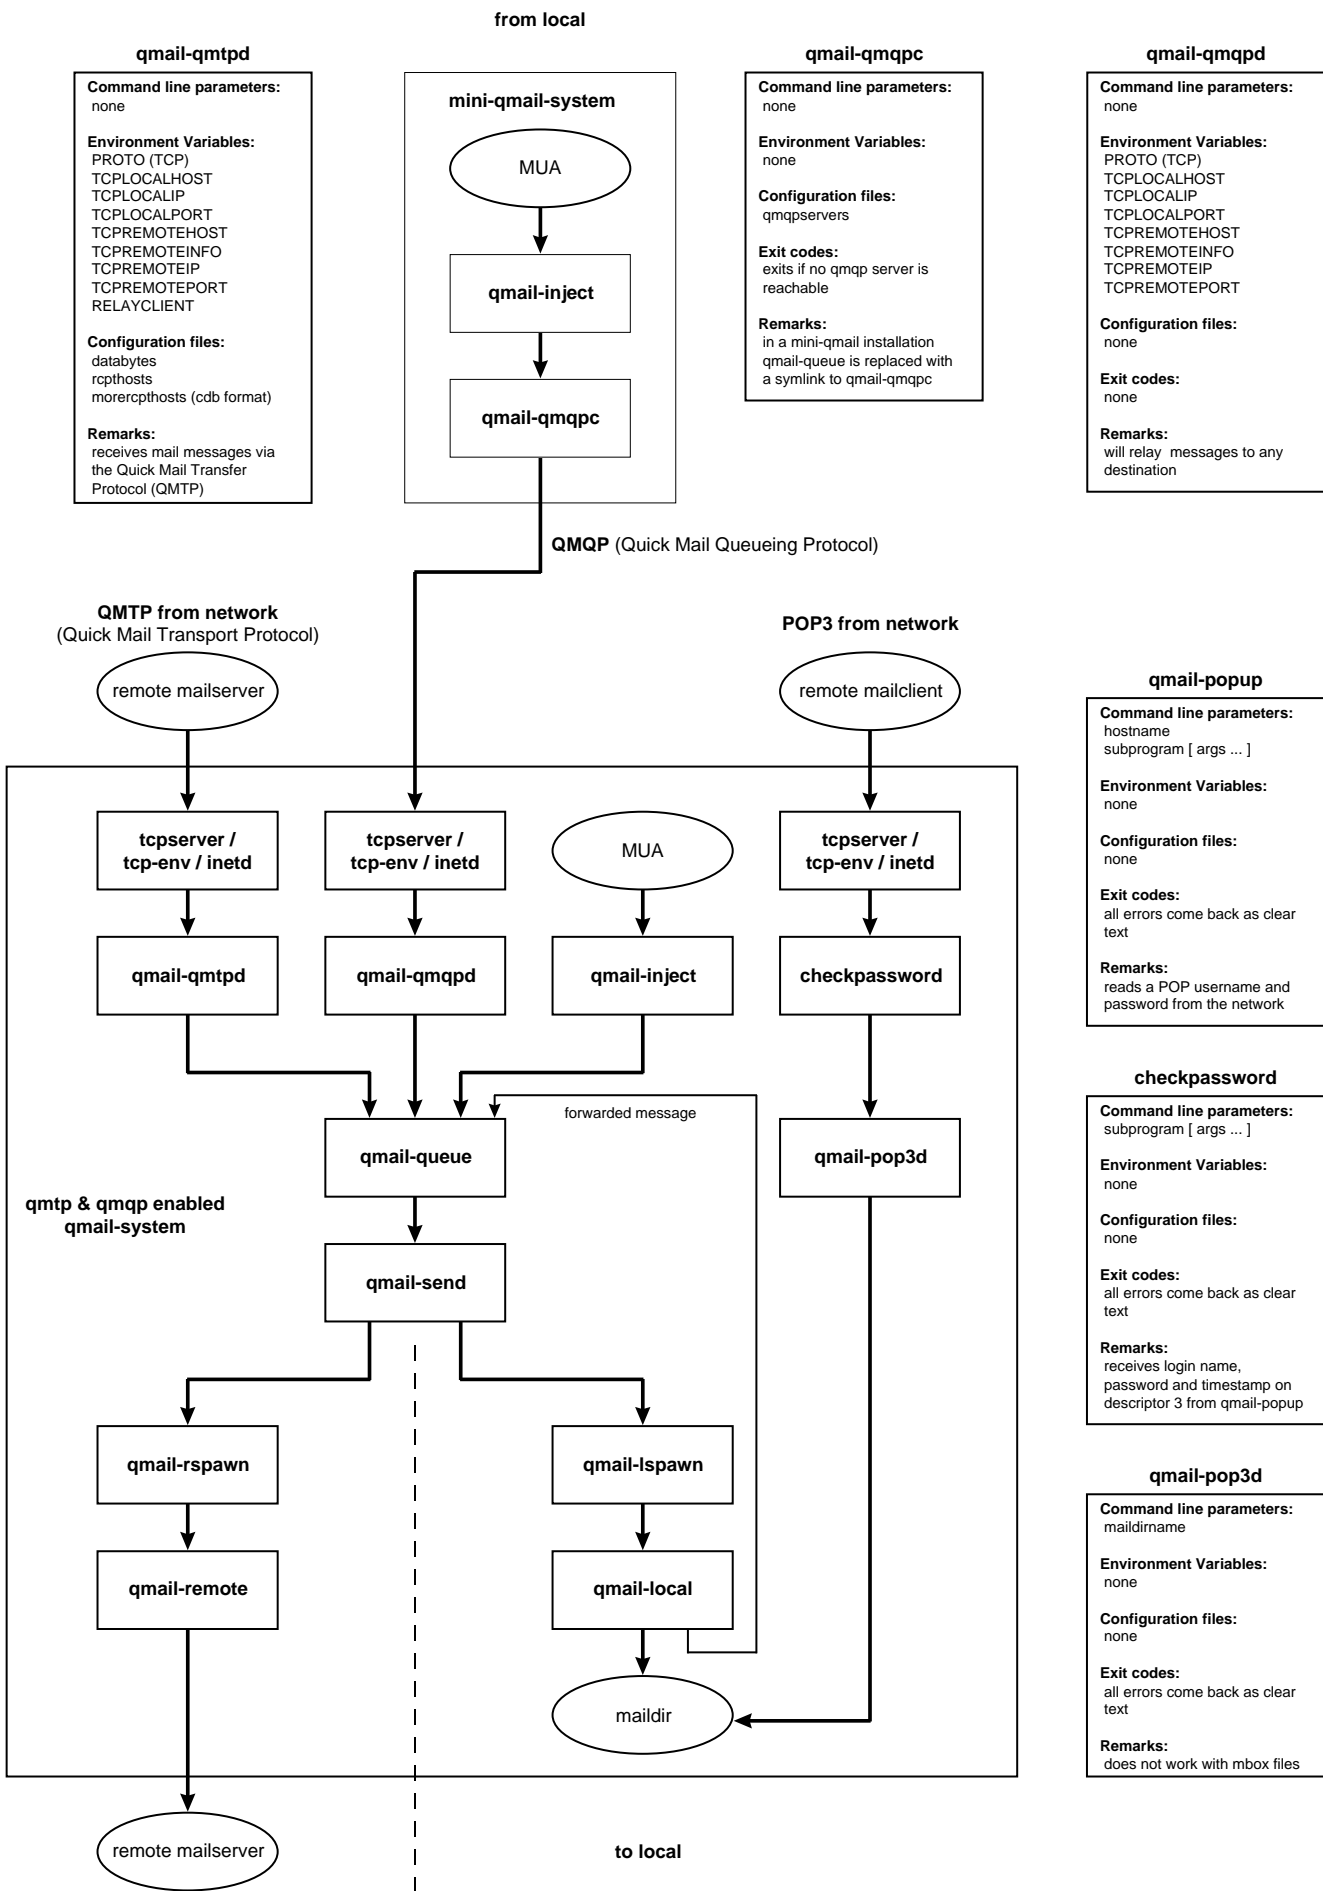 from local
qmail-qmtpd
Command line parameters:
none
Environment Variables:
PROTO (TCP)
TCPLOCALHOST
TCPLOCALIP
TCPLOCALPORT
TCPREMOTEHOST
TCPREMOTEINFO
TCPREMOTEIP
TCPREMOTEPORT
RELAYCLIENT
Configuration files:
databytes
rcpthosts
morercpthosts (cdb format)
Remarks:
receives mail messages via
the Quick Mail Transfer
Protocol (QMTP)
mini-qmail-system
MUA
qmail-inject
qmail-qmqpc
qmail-qmqpc
Command line parameters:
none
Environment Variables:
none
Configuration files:
qmqpservers
Exit codes:
exits if no qmqp server is
reachable
Remarks:
in a mini-qmail installation
qmail-queue is replaced with
a symlink to qmail-qmqpc
qmail-qmqpd
Command line parameters:
none
Environment Variables:
PROTO (TCP)
TCPLOCALHOST
TCPLOCALIP
TCPLOCALPORT
TCPREMOTEHOST
TCPREMOTEINFO
TCPREMOTEIP
TCPREMOTEPORT
Configuration files:
none
Exit codes:
none
Remarks:
will relay  messages to any
destination
QMQP (Quick Mail Queueing Protocol)
QMTP from network
(Quick Mail Transport Protocol)
remote mailserver
POP3 from network
remote mailclient
tcpserver /
tcp-env / inetd
tcpserver /
tcp-env / inetd
MUA
tcpserver /
tcp-env / inetd
qmail-qmtpd
qmail-qmqpd
qmail-inject
checkpassword
forwarded message
qmail-queue
qmail-pop3d
qmtp & qmqp enabled
qmail-system
qmail-send
qmail-rspawn
qmail-lspawn
qmail-remote
qmail-local
maildir
remote mailserver
to local
qmail-popup
Command line parameters:
hostname
subprogram [ args ... ]
Environment Variables:
none
Configuration files:
none
Exit codes:
all errors come back as clear
text
Remarks:
reads a POP username and
password from the network
checkpassword
Command line parameters:
subprogram [ args ... ]
Environment Variables:
none
Configuration files:
none
Exit codes:
all errors come back as clear
text
Remarks:
receives login name,
password and timestamp on
descriptor 3 from qmail-popup
qmail-pop3d
Command line parameters:
maildirname
Environment Variables:
none
Configuration files:
none
Exit codes:
all errors come back as clear
text
Remarks:
does not work with mbox files